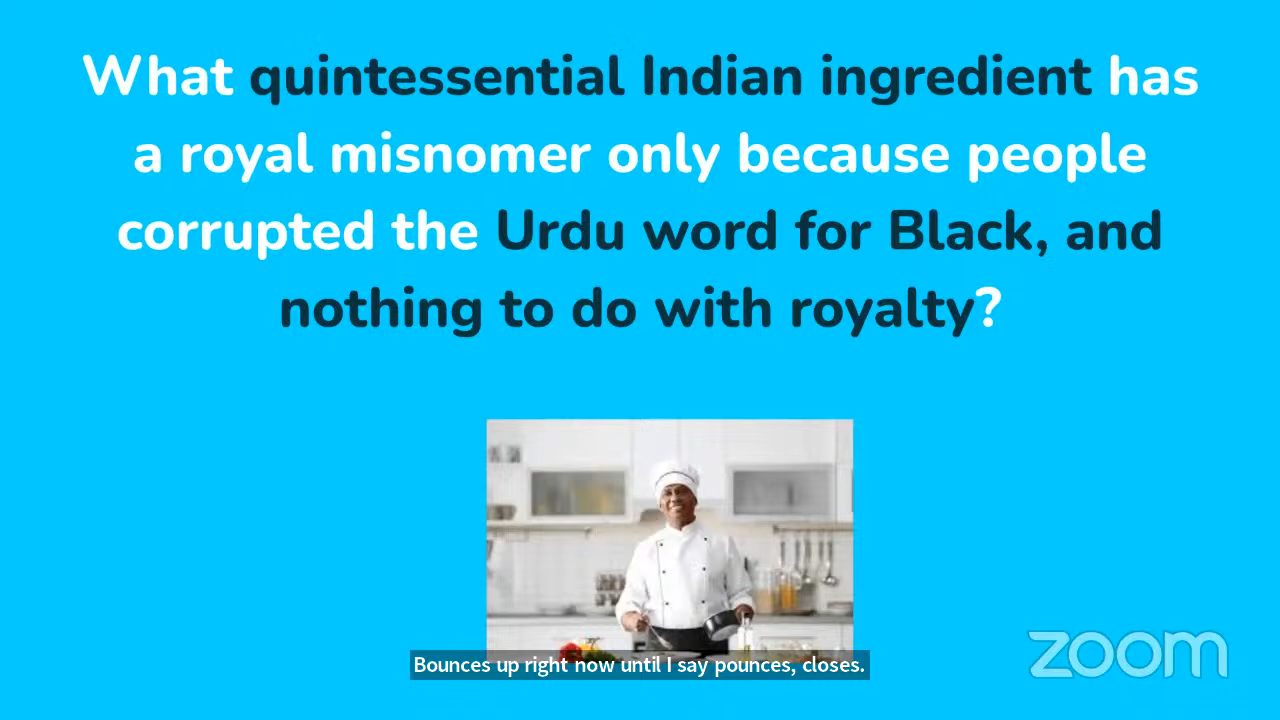 What quintessential Indian ingredient has
a royal misnomer only because people
corrupted the Urdu word for Black, and
nothing to do with royalty?
Bounces up right now until I say pounces, closes.
zoom